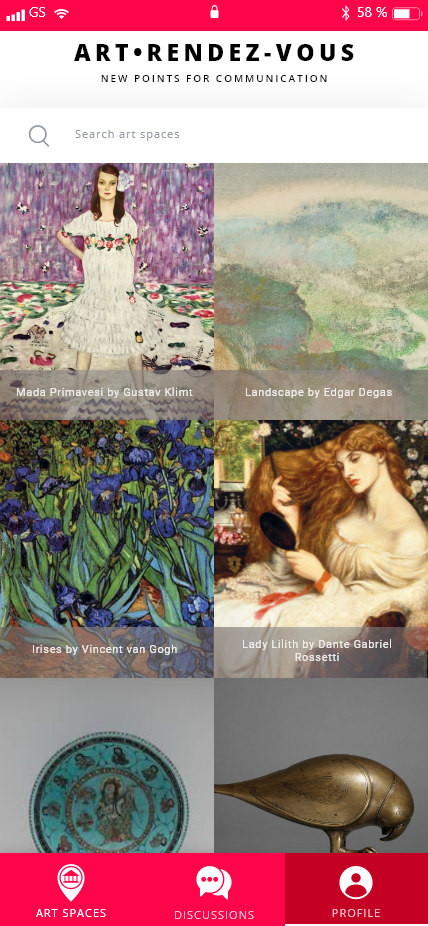 GS 58 %
ART•RENDEZ-VOUS
NEW POINTS FOR COMMUNICATION
Search art spaces
Mada Primavesi by Gustav Klimt
Landscape by Edgar Degas
Irises by Vincent van Gogh
Lady Lilith by Dante Gabriel
Rossetti
ART SPACES
DISCUSSIONS
PROFILE